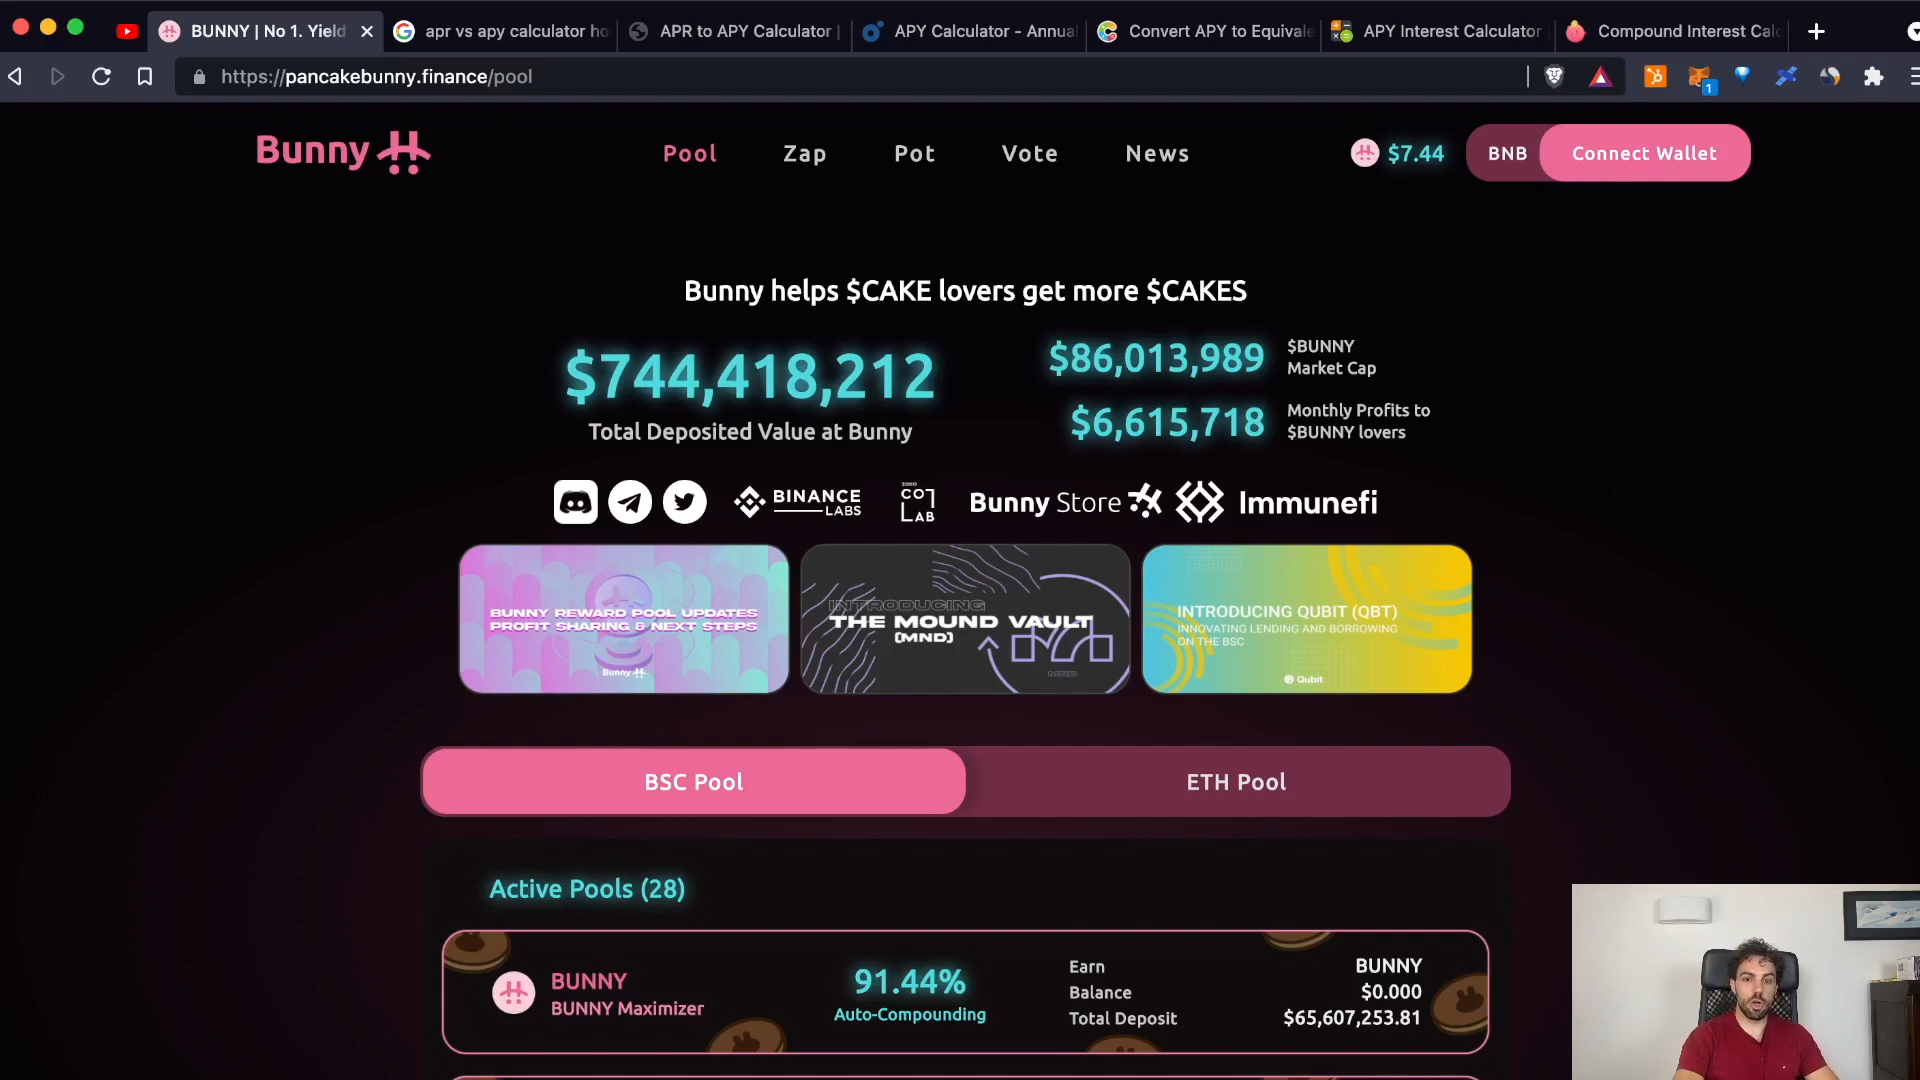 BUNNY | No 1. Yield
apr vs apy calculator ho
APR to APY Calculator |
APY Calculator - Annua
Convert APY to Equivale
APY Interest Calculator
Compound Interest Calc
https://pancakebunny.finance/pool
1
Bunny
Pool
Zap
Pot
Vote
News
$7.44
BNB
Connect Wallet
Bunny helps $CAKE lovers get more $CAKES
$744,418,212
Total Deposited Value at Bunny
$86,013,989
$BUNNY
Market Cap
$6,615,718
Monthly Profits to
$BUNNY lovers
BINANCE
LABS
CO
LAB
Bunny Store
Immunefi
BUNNY REWARD POOL UPDATES
PROFIT SHARING & NEXT STEPS
Bunny
INTRODUCING
THE MOUND VAULT
(MND)
MND
INTRODUCING QUBIT (QBT)
INNOVATING LENDING AND BORROWING
ON THE BSC
Qubit
BSC Pool
ETH Pool
Active Pools (28)
BUNNY
BUNNY Maximizer
91.44%
Auto-Compounding
Earn
BUNNY
Balance
$0.000
Total Deposit
$65,607,253.81